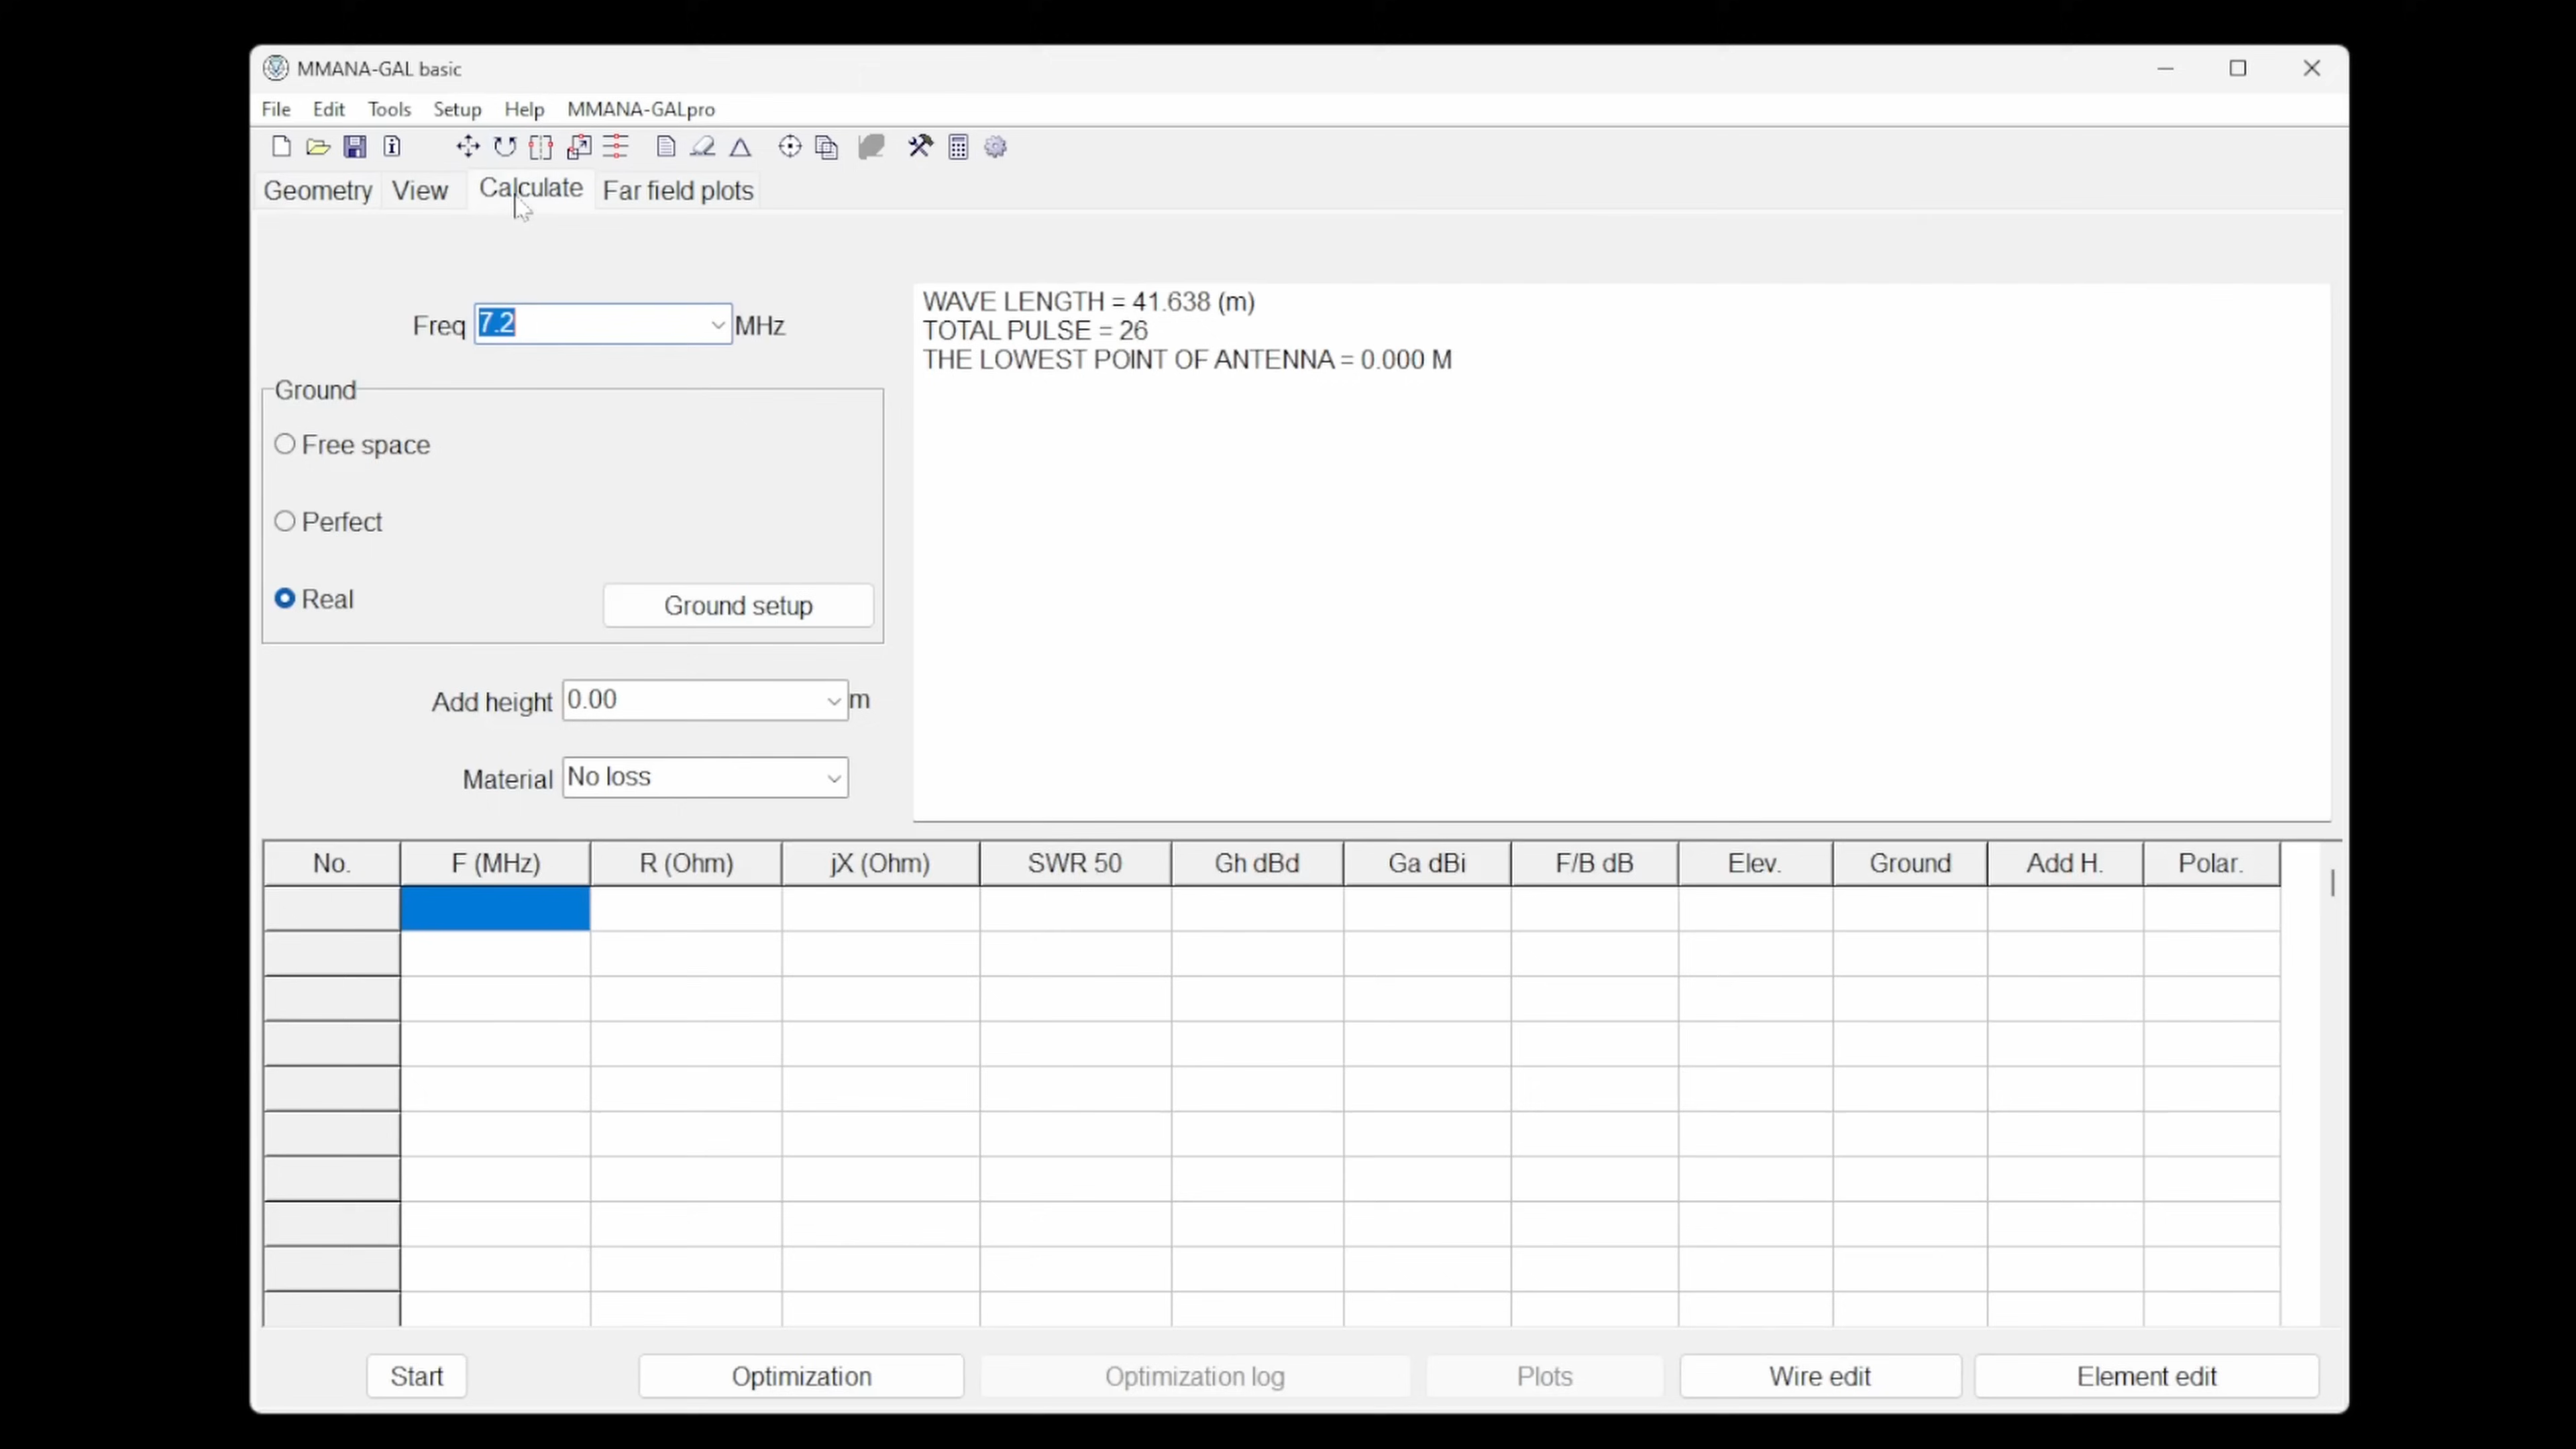 MMANA-GAL basic
File Edit Tools Setup Help MMANA-GALpro
Geometry View Calculate Far field plots
Freq 7.2 MHz
WAVE LENGTH = 41.638 (m)
TOTAL PULSE = 26
THE LOWEST POINT OF ANTENNA = 0.000 M
Ground
Free space
Perfect
Real
Ground setup
Add height 0.00 m
Material No loss
No. F (MHz) R (Ohm) jX (Ohm) SWR 50 Gh dBd Ga dBi F/B dB Elev. Ground Add H. Polar.
Start Optimization Optimization log Plots Wire edit Element edit